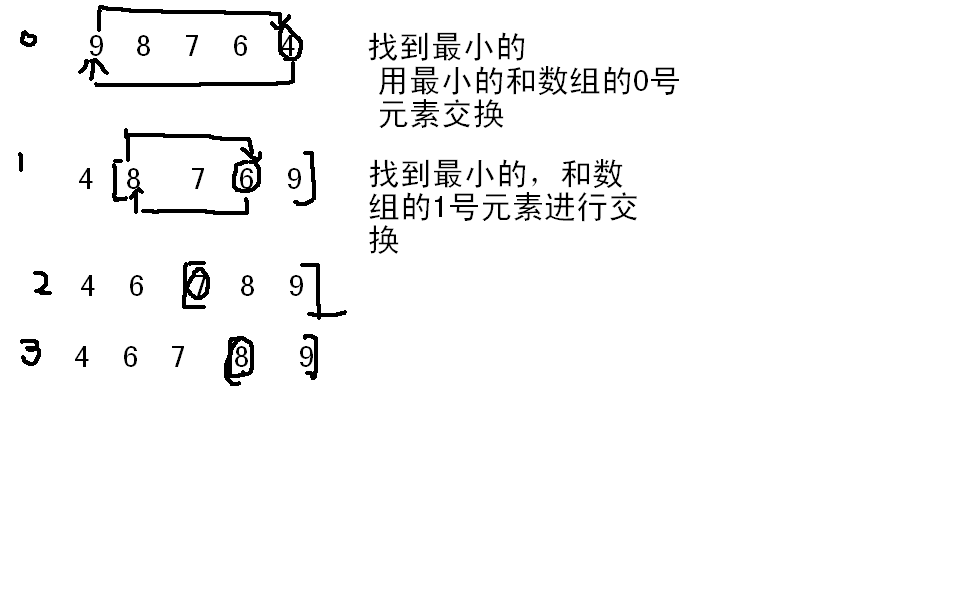 0 9 8 7 6 4 找到最小的
用最小的和数组的0号
元素交换
1 4 [8 7 6 9] 找到最小的，和数
组的1号元素进行交
换
2 4 6 [7 8 9]
3 4 6 7 [8 9]